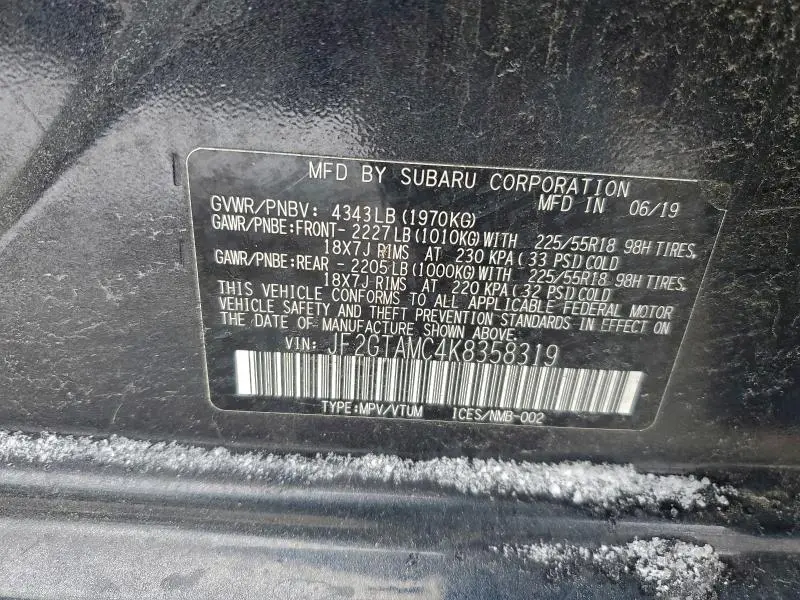 MFD BY SUBARU CORPORATION
MFD IN 06/19
GVWR/PNBV: 4343LB(1970KG)
GAWR/PNBE:FRONT-2227LB(1010KG)WITH 225/55R18 98H TIRES,
18X7J RIMS AT 230 KPA(33 PSI)COLD
GAWR/PNBE:REAR -2205LB(1000KG)WITH 225/55R18 98H TIRES,
18X7J RIMS AT 220 KPA(32 PSI)COLD
THIS VEHICLE CONFORMS TO ALL APPLICABLE FEDERAL MOTOR
VEHICLE SAFETY AND THEFT PREVENTION STANDARDS IN EFFECT ON
THE DATE OF MANUFACTURE SHOWN ABOVE.
VIN: JF2GTAMC4K8358319
TYPE:MPV/VTUM ICES/NMB-002